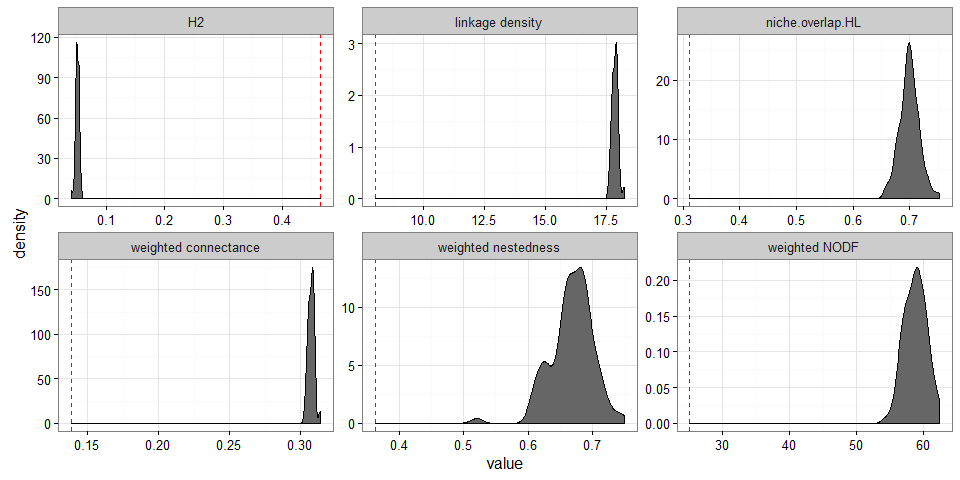 H2
linkage density
niche.overlap.HL
120
90
60
30
0
0.1 0.2 0.3 0.4
3
2
1
0
10.0 12.5 15.0 17.5
20
10
0
0.3 0.4 0.5 0.6 0.7
density
weighted connectance
weighted nestedness
weighted NODF
150
100
50
0
0.15 0.20 0.25 0.30
10
5
0
0.4 0.5 0.6 0.7
0.20
0.15
0.10
0.05
0.00
30 40 50 60
value